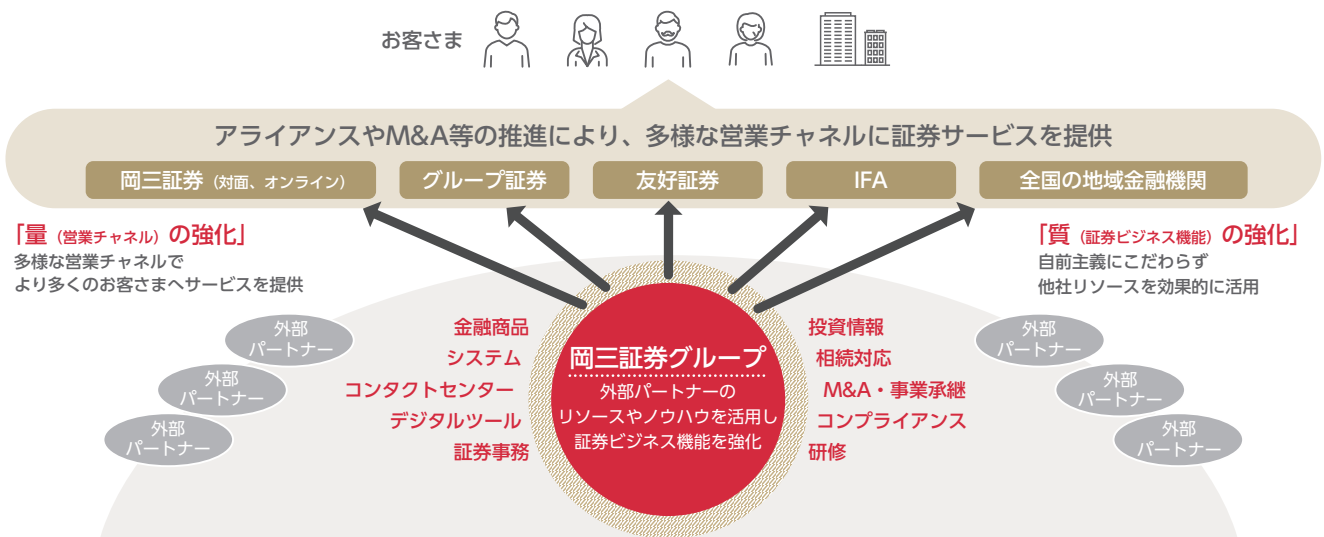 お客さま
アライアンスやM&A等の推進により、多様な営業チャネルに証券サービスを提供
岡三証券（対面、オンライン）
グループ証券
友好証券
IFA
全国の地域金融機関
「量（営業チャネル）の強化」
多様な営業チャネルで
より多くのお客さまへサービスを提供
「質（証券ビジネス機能）の強化」
自前主義にこだわらず
他社リソースを効果的に活用
外部
パートナー
外部
パートナー
外部
パートナー
金融商品
システム
コンタクトセンター
デジタルツール
証券事務
岡三証券グループ
外部パートナーの
リソースやノウハウを活用し
証券ビジネス機能を強化
投資情報
相続対応
M&A・事業承継
コンプライアンス
研修
外部
パートナー
外部
パートナー
外部
パートナー